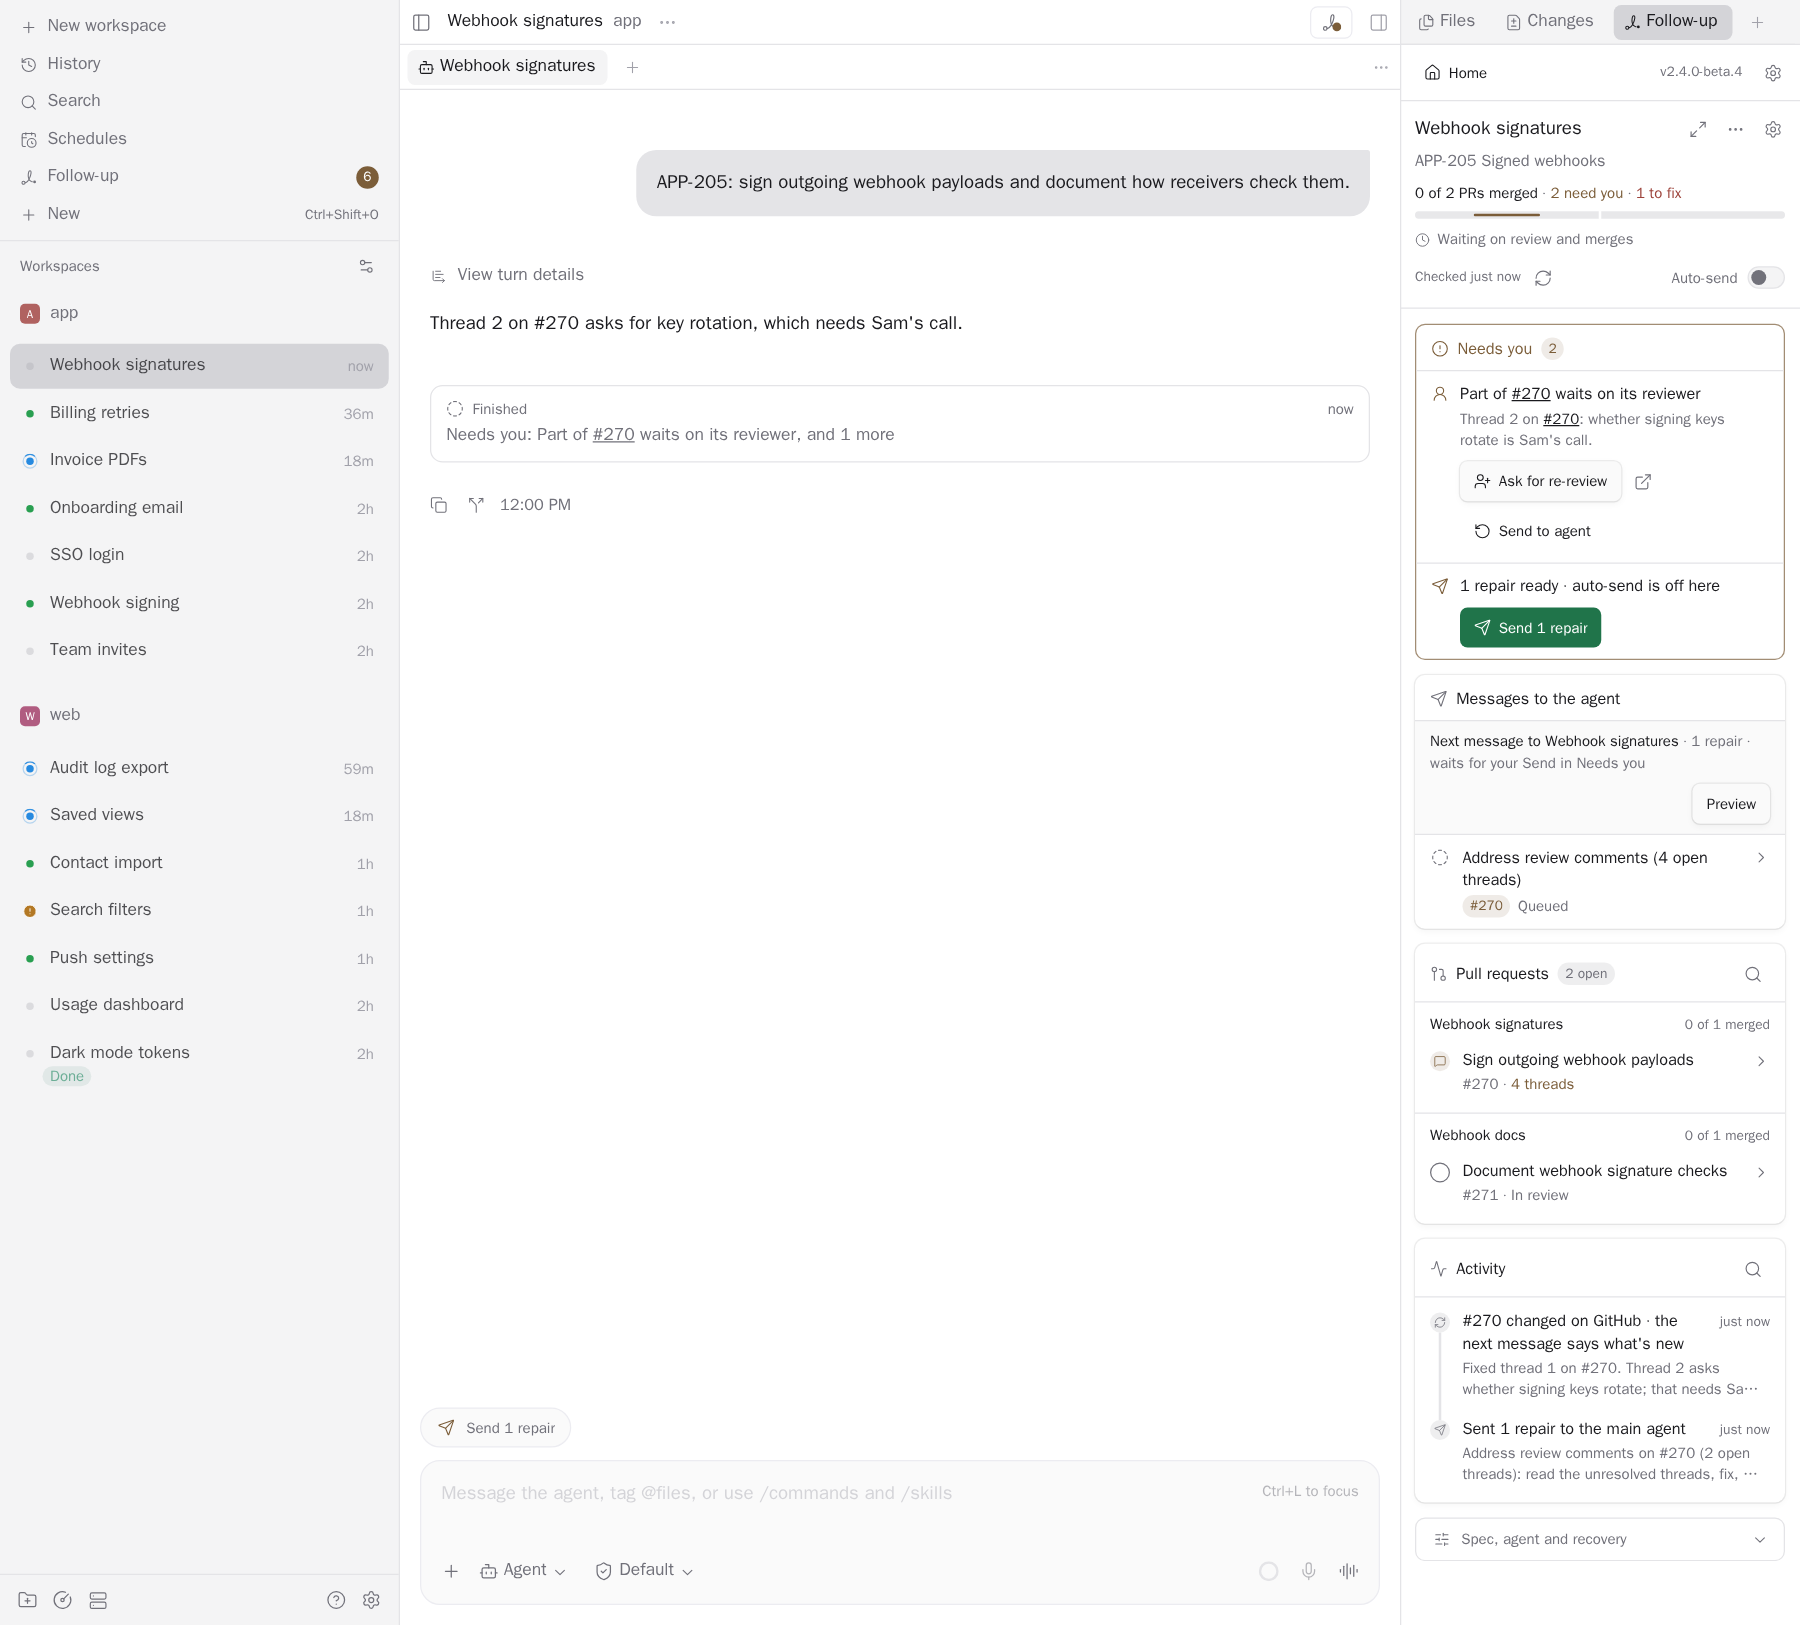 New workspace
History
Search
Schedules
Follow-up 6
New Ctrl+Shift+O
Workspaces
A app
Webhook signatures now
Billing retries 36m
Invoice PDFs 18m
Onboarding email 2h
SSO login 2h
Webhook signing 2h
Team invites 2h
W web
Audit log export 59m
Saved views 18m
Contact import 1h
Search filters 1h
Push settings 1h
Usage dashboard 2h
Dark mode tokens 2h
Done
Webhook signatures app
Webhook signatures
APP-205: sign outgoing webhook payloads and document how receivers check them.
View turn details
Thread 2 on #270 asks for key rotation, which needs Sam's call.
Finished now
Needs you: Part of #270 waits on its reviewer, and 1 more
12:00 PM
Send 1 repair
Message the agent, tag @files, or use /commands and /skills Ctrl+L to focus
Agent Default
Files Changes Follow-up
Home v2.4.0-beta.4
Webhook signatures
APP-205 Signed webhooks
0 of 2 PRs merged · 2 need you · 1 to fix
Waiting on review and merges
Checked just now Auto-send
Needs you 2
Part of #270 waits on its reviewer
Thread 2 on #270: whether signing keys
rotate is Sam's call.
Ask for re-review
Send to agent
1 repair ready · auto-send is off here
Send 1 repair
Messages to the agent
Next message to Webhook signatures · 1 repair ·
waits for your Send in Needs you
Preview
Address review comments (4 open
threads)
#270 Queued
Pull requests 2 open
Webhook signatures 0 of 1 merged
Sign outgoing webhook payloads
#270 · 4 threads
Webhook docs 0 of 1 merged
Document webhook signature checks
#271 · In review
Activity
#270 changed on GitHub · the just now
next message says what's new
Fixed thread 1 on #270. Thread 2 asks
whether signing keys rotate; that needs Sa···
Sent 1 repair to the main agent just now
Address review comments on #270 (2 open
threads): read the unresolved threads, fix, ···
Spec, agent and recovery